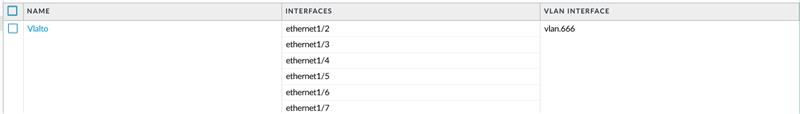 NAME INTERFACES VLAN INTERFACE
Vlalto ethernet1/2 vlan.666
ethernet1/3
ethernet1/4
ethernet1/5
ethernet1/6
ethernet1/7